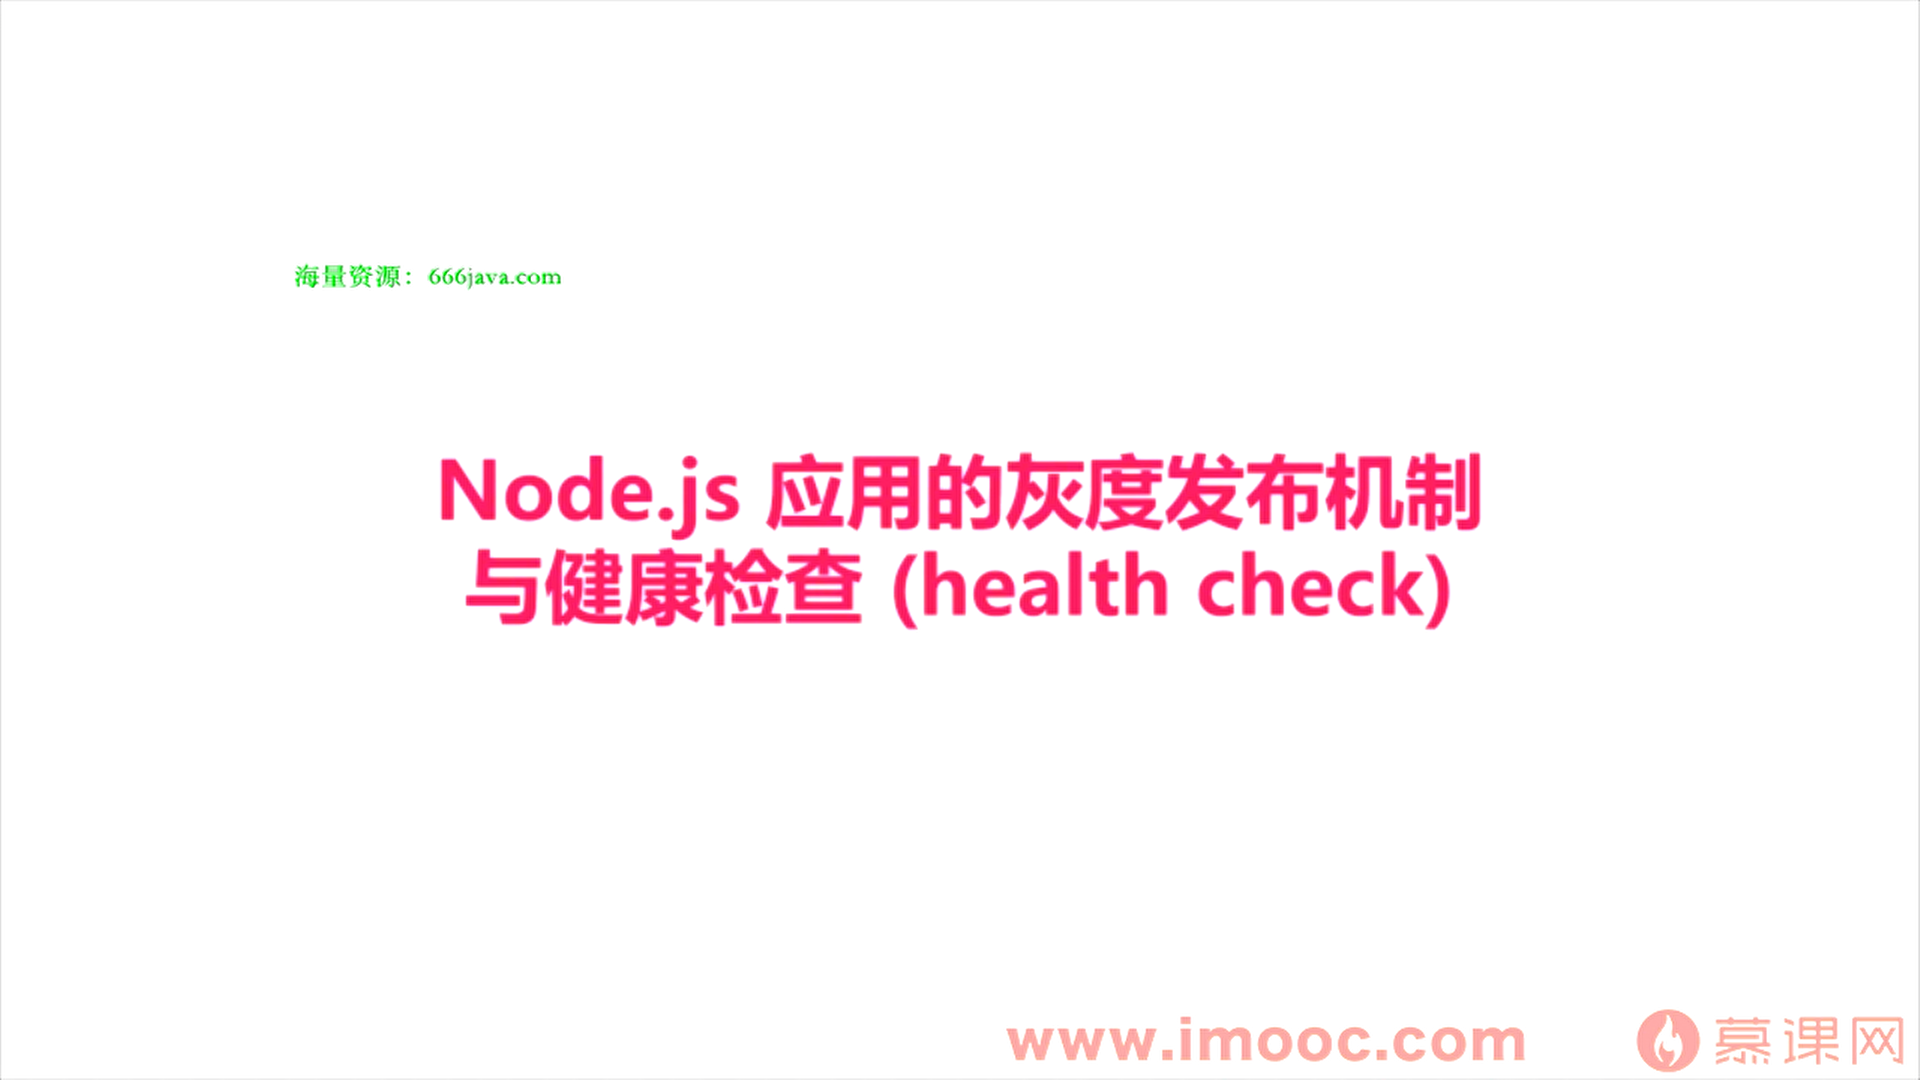 海量资源：666java.com
Node.js 应用的灰度发布机制
与健康检查 (health check)
www.imooc.com
慕课网